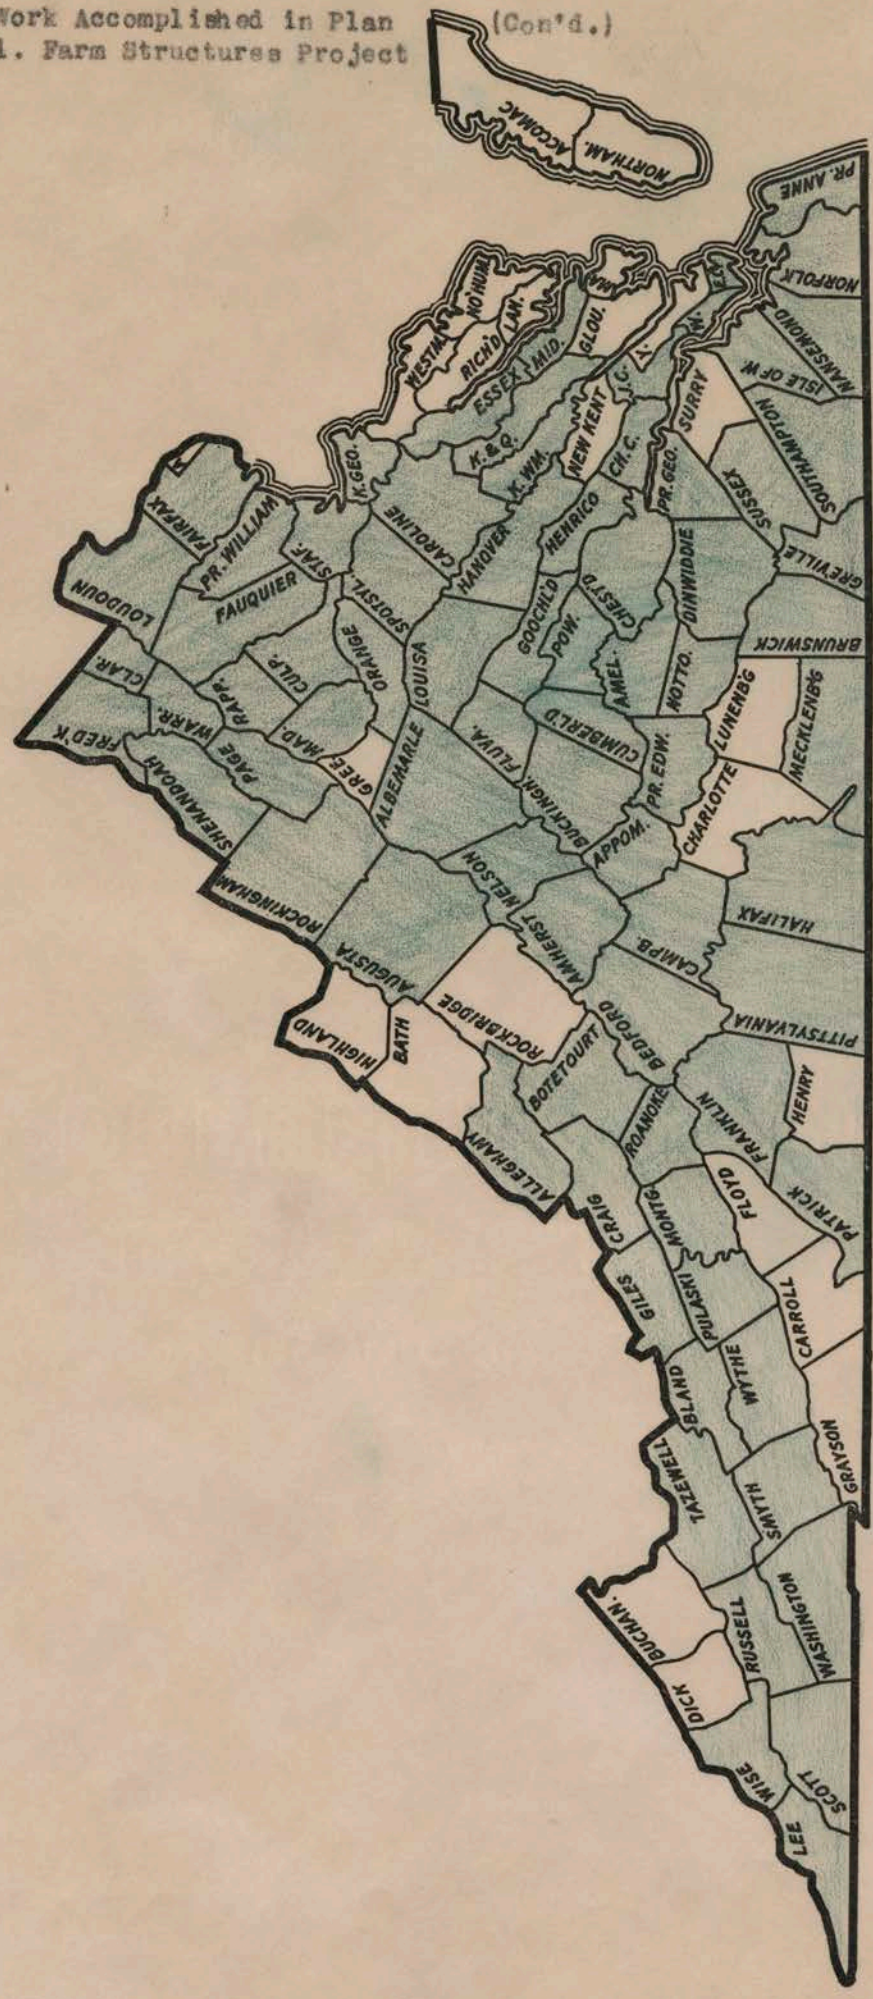 Work Accomplished in Plan (Con'd.)
1. Farm Structures Project
ACCOMAC
NORTHAM.
PR. ANNE
NORFOLK
NANSEMOND
ISLE OF W.
SOUTHAMPTON
SURRY
SUSSEX
GREVILLE
PR. GEO.
DINWIDDIE
BRUNSWICK
NO'HUM.
LAN.
RICH'D
WESTM.
ESSEX
MID.
MA.
GLOU.
Y.
W.
J.C.
K. & Q.
K. WM.
NEW KENT
CH. C.
K. GEO.
CAROLINE
HANOVER
HENRICO
CHEST'D
FAIRFAX
PR. WILLIAM
STAF.
SPOTSYL.
LOUDOUN
FAUQUIER
CULP.
ORANGE
LOUISA
GOOCHL'D
POW.
AMEL.
NOTTO.
LUNENB'G
MECKLENB'G
CLAR.
FRED'K
WARR.
RAPP.
PAGE
MAD.
GREE.
SHENANDOAH
ROCKINGHAM
ALBEMARLE
FLUVA.
CUMBERL'D
BUCKINGH.
PR. EDW.
CHARLOTTE
APPOM.
NELSON
AMHERST
CAMPB.
HALIFAX
AUGUSTA
ROCKBRIDGE
HIGHLAND
BATH
BEDFORD
PITTSYLVANIA
BOTETOURT
ROANOKE
FRANKLIN
HENRY
ALLEGHANY
CRAIG
MONTG.
FLOYD
PATRICK
GILES
PULASKI
CARROLL
BLAND
WYTHE
GRAYSON
TAZEWELL
SMYTH
BUCHAN.
RUSSELL
WASHINGTON
DICK
WISE
SCOTT
LEE